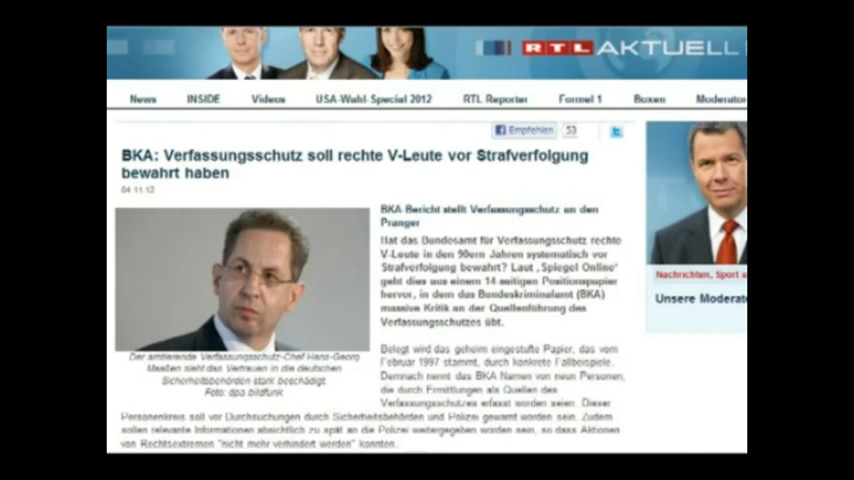 RTL AKTUELL
News INSIDE Videos USA-Wahl-Special 2012 RTL Reporter Formel 1 Boxen Moderator
Empfehlen 53
BKA: Verfassungsschutz soll rechte V-Leute vor Strafverfolgung
bewahrt haben
04.11.12
BKA-Bericht stellt Verfassungsschutz an den
Pranger
Hat das Bundesamt für Verfassungsschutz rechte
V-Leute in den 90ern Jahren systematisch vor
Strafverfolgung bewahrt? Laut „Spiegel Online“
geht dies aus einem 14-seitigen Positionspapier
hervor, in dem das Bundeskriminalamt (BKA)
massive Kritik an der Quellenführung des
Verfassungsschutzes übt.
Der amtierende Verfassungsschutz-Chef Hans-Georg
Maaßen sieht das Vertrauen in die deutschen
Sicherheitsbehörden stark beschädigt.
Foto: dpa bildfunk
Belegt wird das geheim eingestufte Papier, das vom
Februar 1997 stammt, durch konkrete Fallbeispiele.
Demnach nennt das BKA Namen von neun Personen,
die durch Ermittlungen als Quellen des
Verfassungsschutzes erfasst worden seien. Dieser
Personenkreis soll vor Durchsuchungen durch Sicherheitsbehörden und Polizei gewarnt worden sein. Zudem
sollen relevante Informationen absichtlich zu spät an die Polizei weitergegeben worden sein, so dass Aktionen
von Rechtsextremen "nicht mehr verhindert werden" konnten.
Nachrichten, Sport u
Unsere Moderato